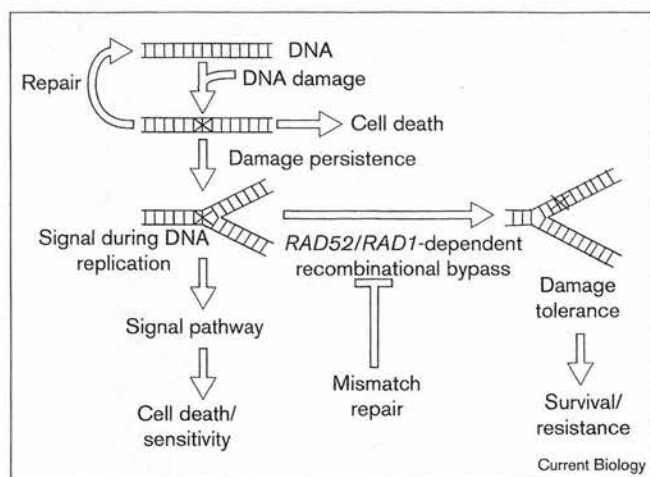 DNA
DNA damage
Repair
Cell death
Damage persistence
Signal during DNA
replication
RAD52/RAD1-dependent
recombinational bypass
Damage
tolerance
Signal pathway
Mismatch
repair
Cell death/
sensitivity
Survival/
resistance
Current Biology